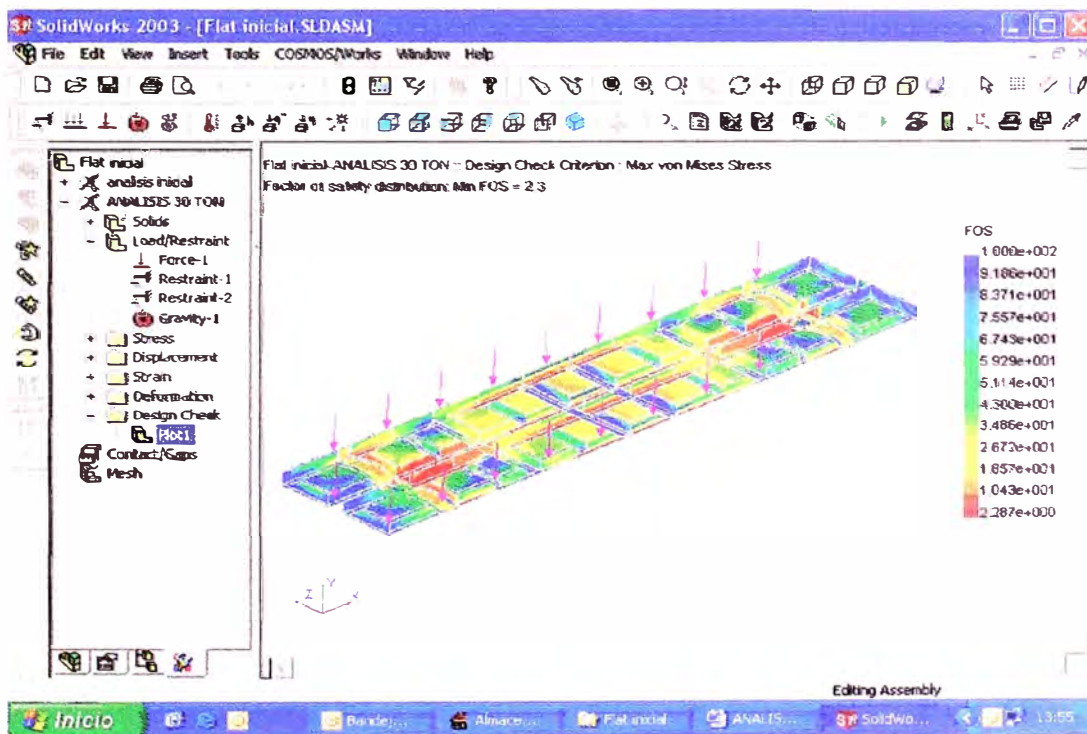 SolidWorks 2003 - [Flat inicial.SLDASM]
File Edit View Insert Tools COSMOS/Works Window Help
Flat inicial
analisis inicial
ANALISIS 30 TON
Solids
Load/Restraint
Force-1
Restraint-1
Restraint-2
Gravity-1
Stress
Displacement
Strain
Deformation
Design Check
Plot1
Contact/Gaps
Mesh
Flat inicial-ANALISIS 30 TON :: Design Check Criterion : Max von Mises Stress
Factor of safety distribution: Min FOS = 2.3
FOS
1.000e+002
9.186e+001
8.371e+001
7.557e+001
6.743e+001
5.929e+001
5.114e+001
4.300e+001
3.486e+001
2.672e+001
1.857e+001
1.043e+001
2.287e+000
Z Y X
Editing Assembly
Inicio Bandej... Almace... Flat inicial ANALIS... SolidWo... 13:55